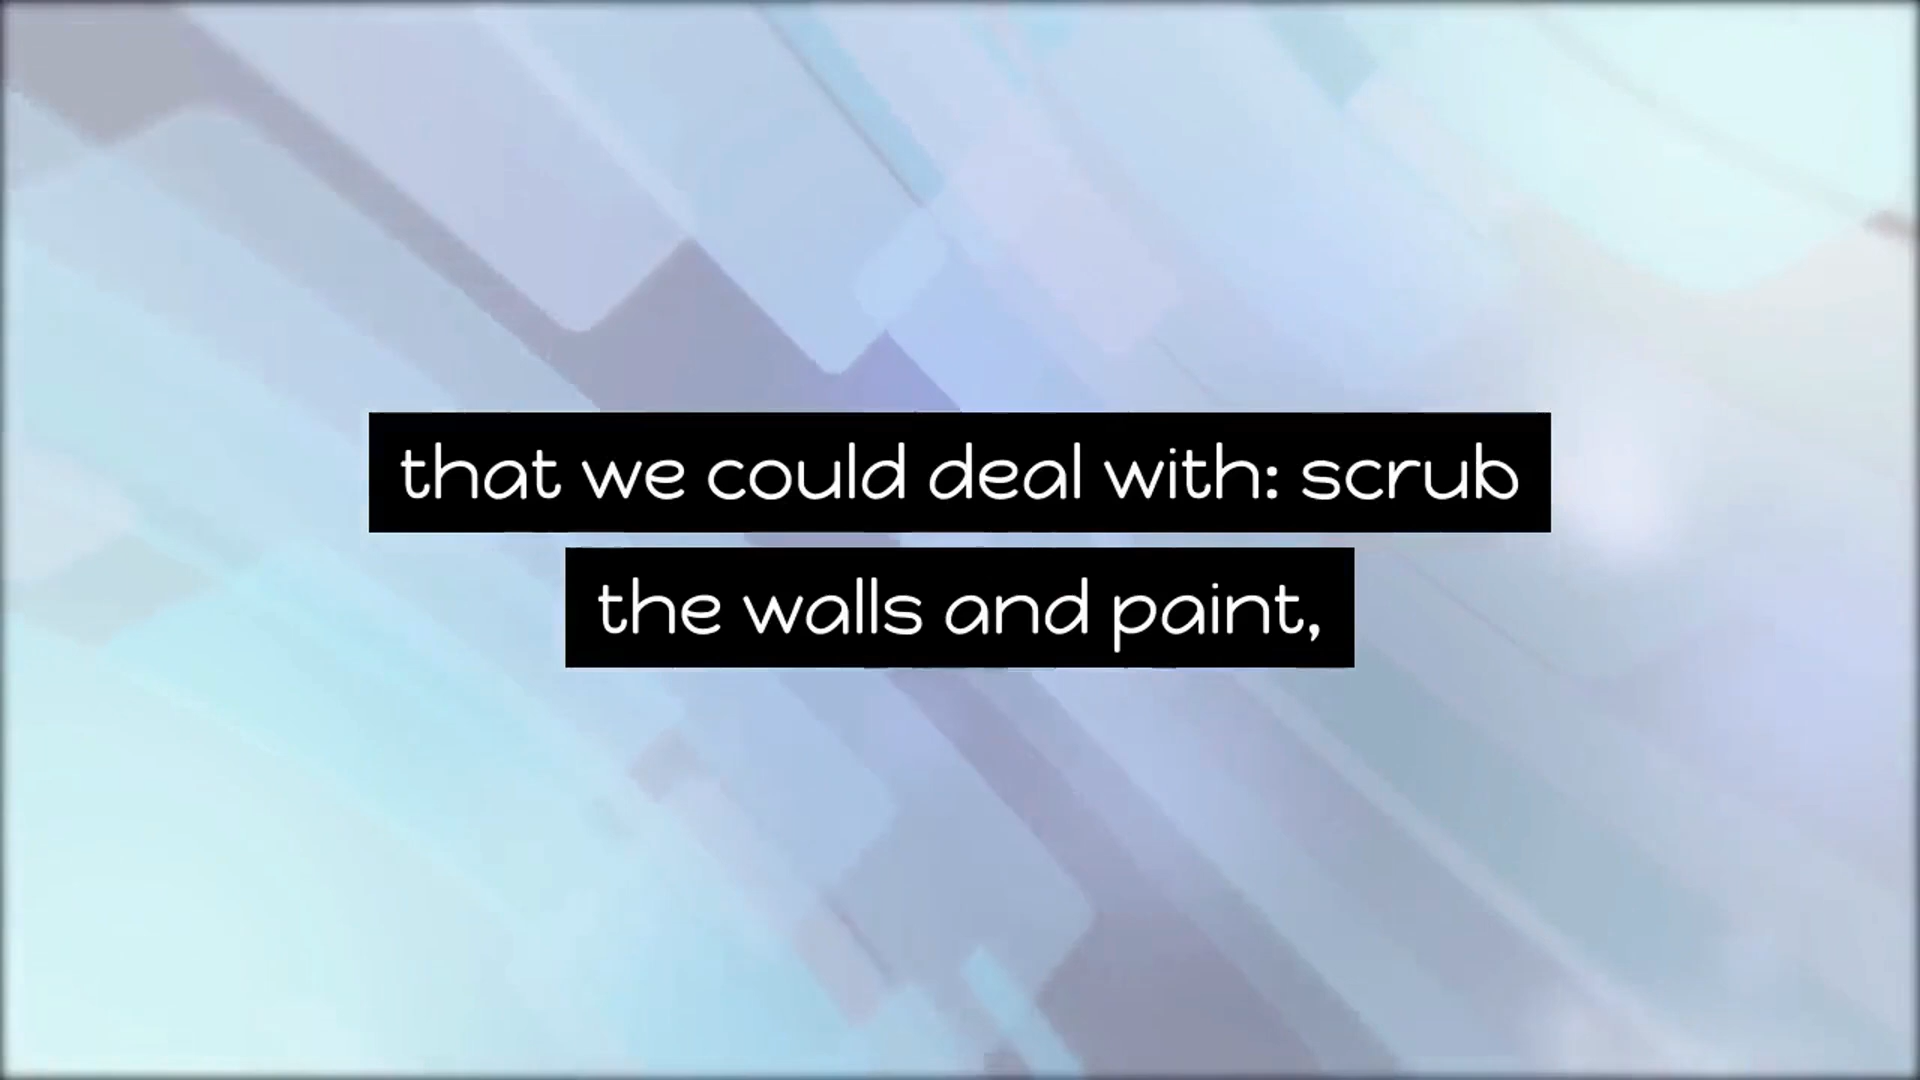 that we could deal with: scrub
the walls and paint,